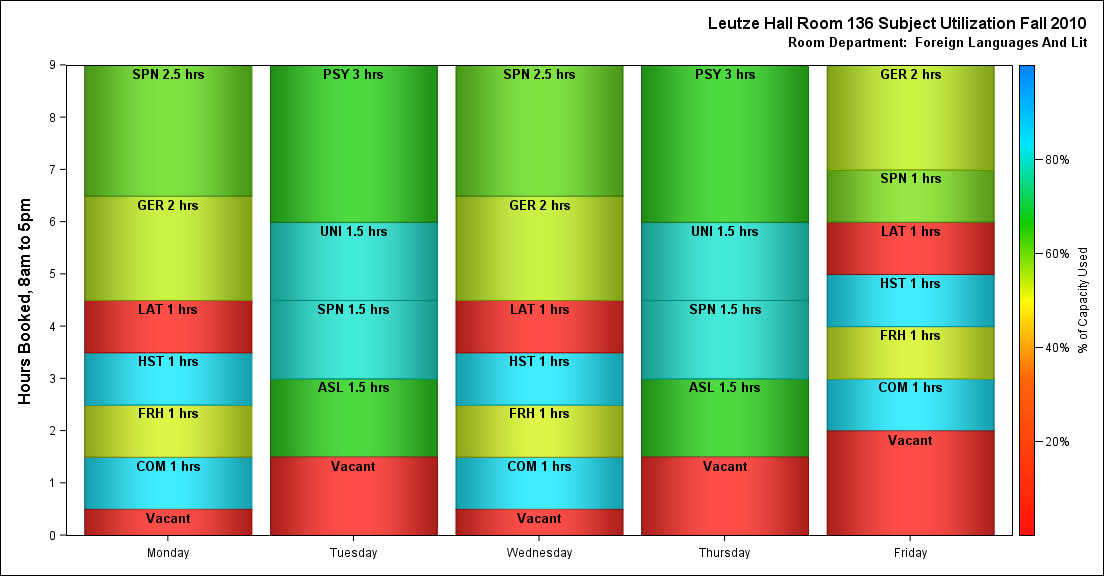 Leutze Hall Room 136 Subject Utilization Fall 2010
Room Department:  Foreign Languages And Lit
Hours Booked, 8am to 5pm
9
8
7
6
5
4
3
2
1
0
SPN 2.5 hrs
GER 2 hrs
LAT 1 hrs
HST 1 hrs
FRH 1 hrs
COM 1 hrs
Vacant
Monday
PSY 3 hrs
UNI 1.5 hrs
SPN 1.5 hrs
ASL 1.5 hrs
Vacant
Tuesday
SPN 2.5 hrs
GER 2 hrs
LAT 1 hrs
HST 1 hrs
FRH 1 hrs
COM 1 hrs
Vacant
Wednesday
PSY 3 hrs
UNI 1.5 hrs
SPN 1.5 hrs
ASL 1.5 hrs
Vacant
Thursday
GER 2 hrs
SPN 1 hrs
LAT 1 hrs
HST 1 hrs
FRH 1 hrs
COM 1 hrs
Vacant
Friday
80%
60%
40%
20%
% of Capacity Used